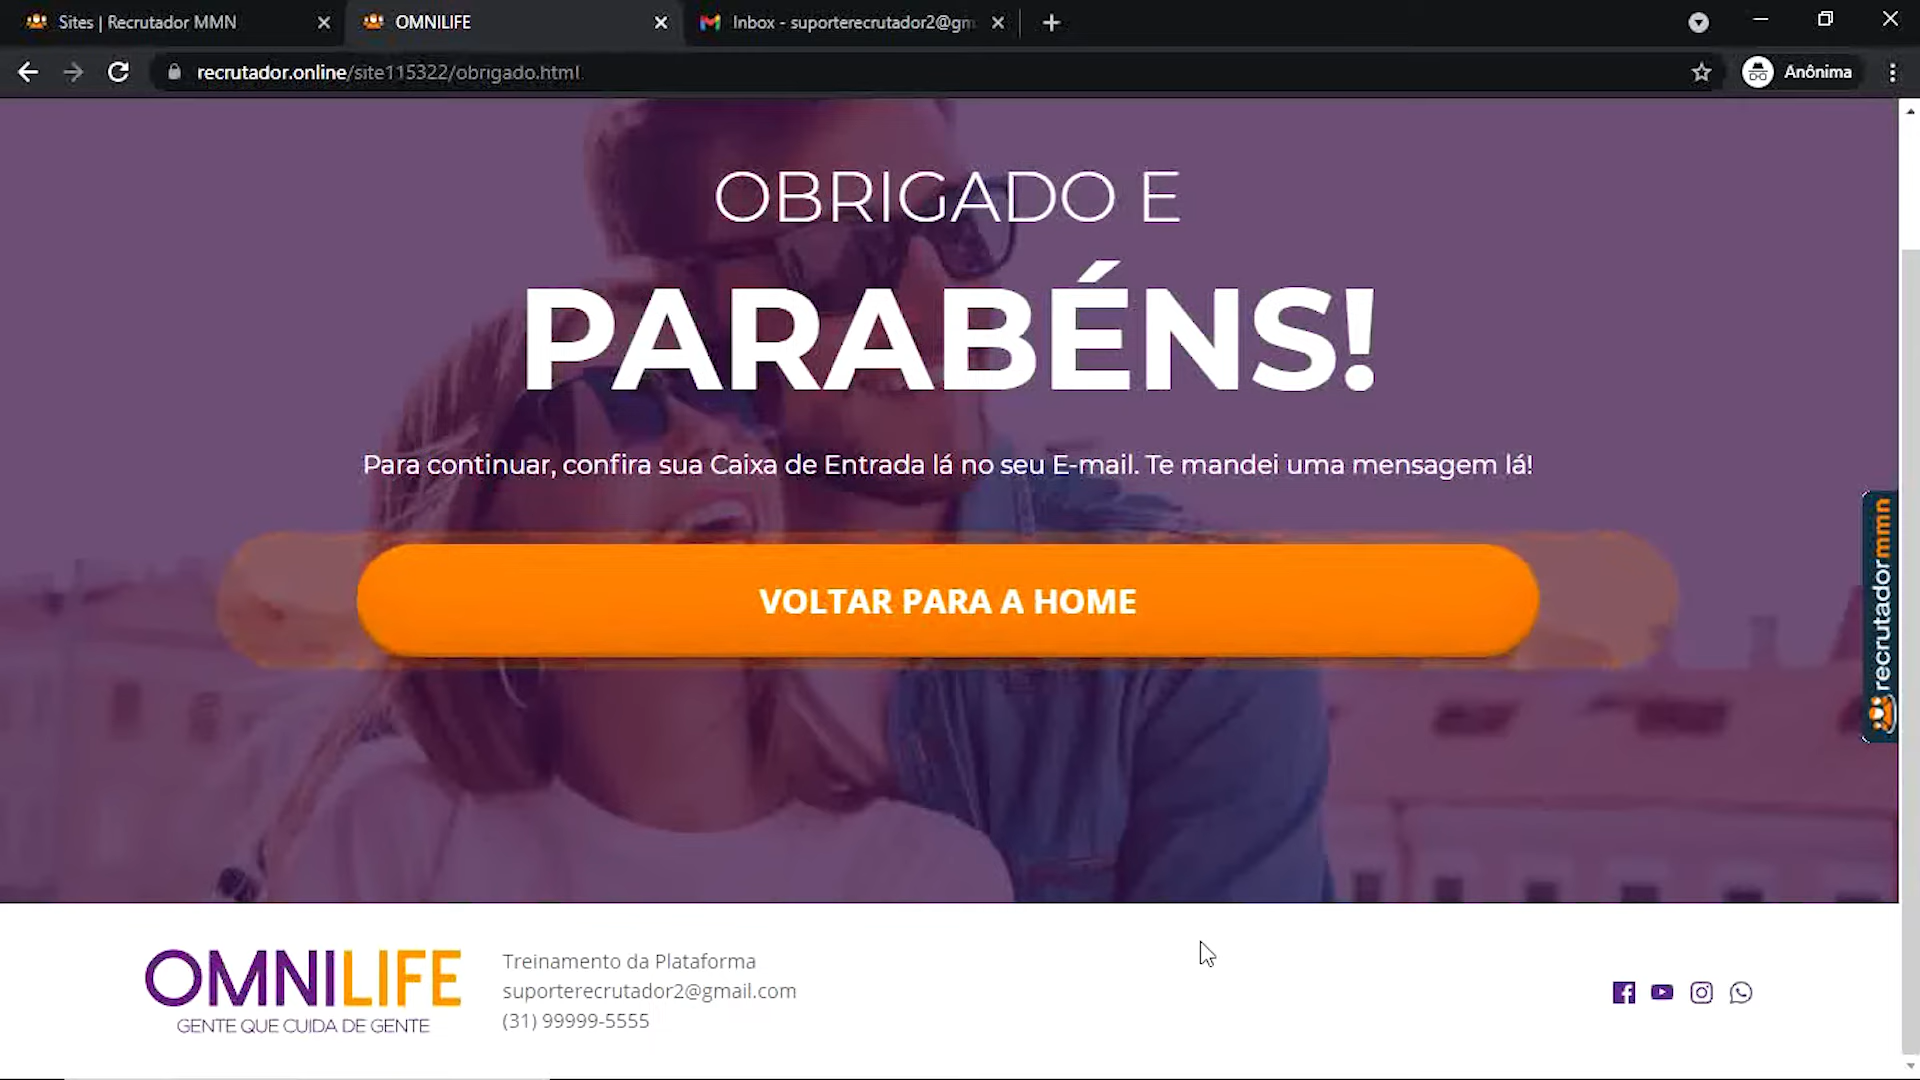 Sites | Recrutador MMN
OMNILIFE
Inbox - suporterecrutador2@gm
recrutador.online/site115322/obrigado.html
Anônima
OBRIGADO E
PARABÉNS!
Para continuar, confira sua Caixa de Entrada lá no seu E-mail. Te mandei uma mensagem lá!
VOLTAR PARA A HOME
recrutadormmn
OMNILIFE
GENTE QUE CUIDA DE GENTE
Treinamento da Plataforma
suporterecrutador2@gmail.com
(31) 99999-5555